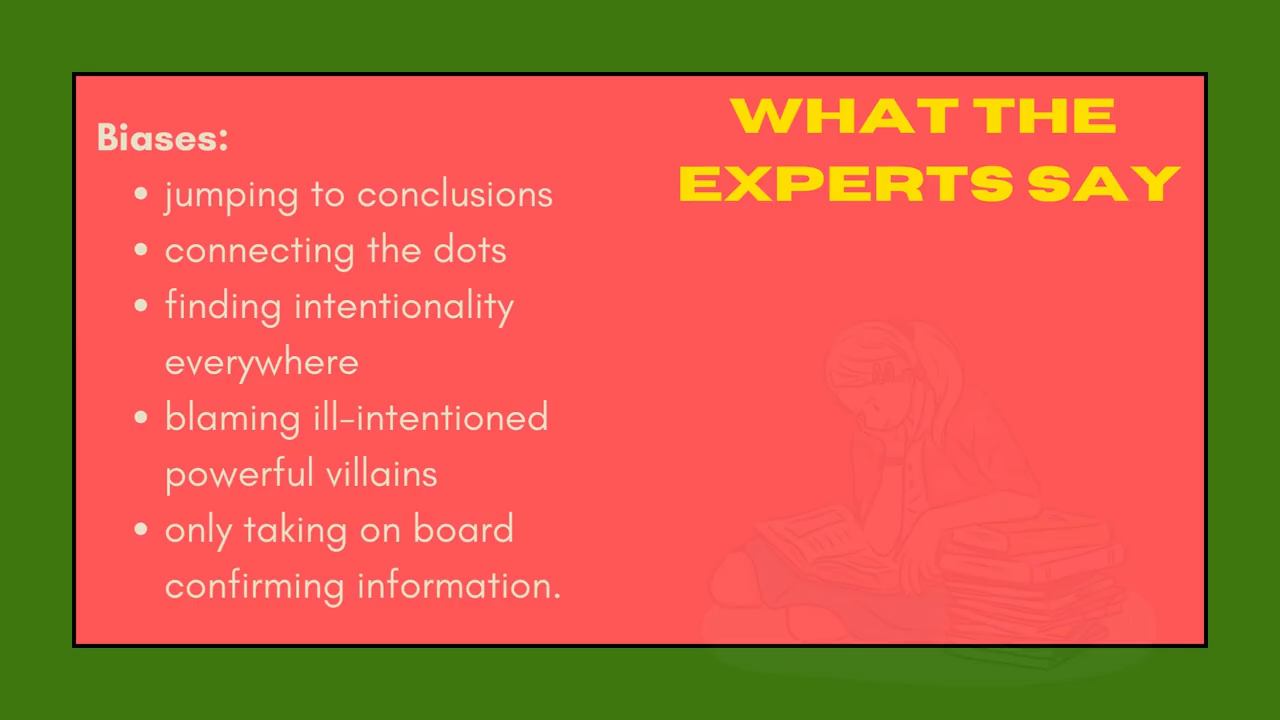 WHAT THE
EXPERTS SAY
Biases:
jumping to conclusions
connecting the dots
finding intentionality
everywhere
blaming ill-intentioned
powerful villains
only taking on board
confirming information.